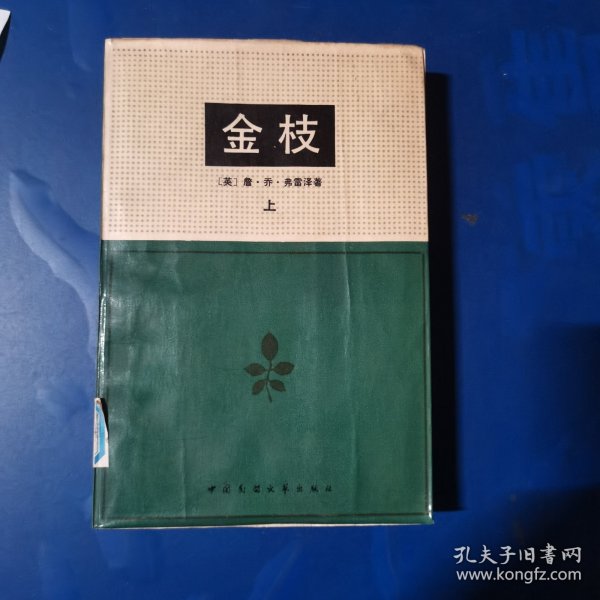 金枝
〔英〕詹·乔·弗雷泽著
上
中国民间文艺出版社
孔夫子旧书网
www.kongfz.com